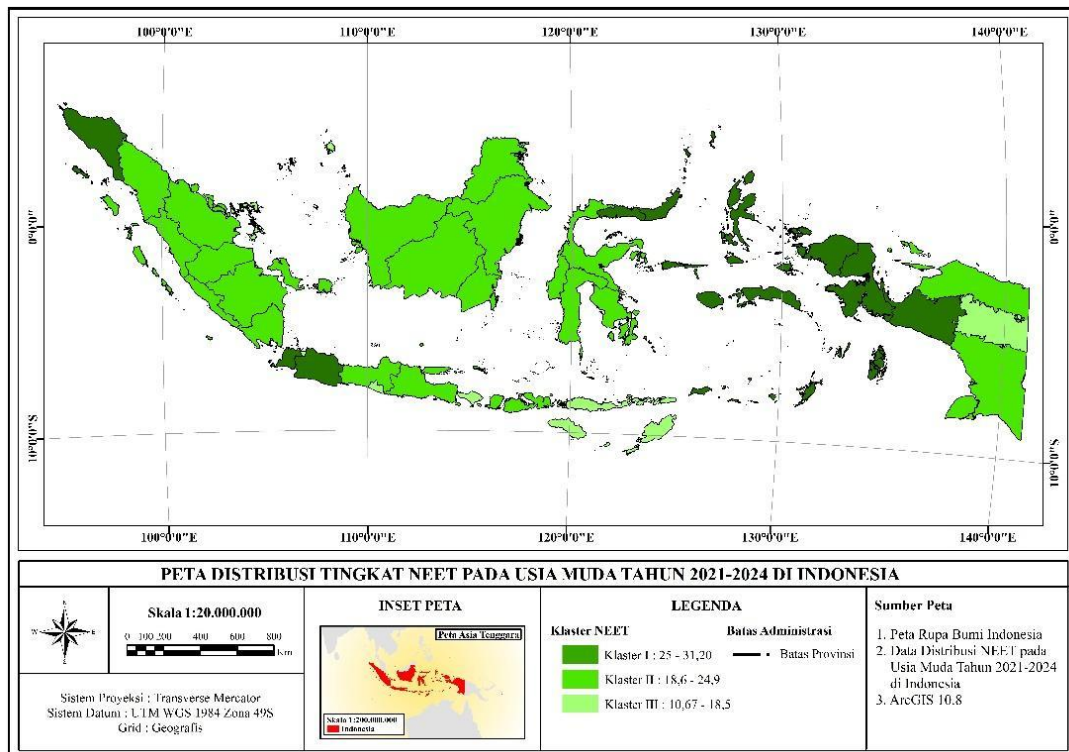 100°0'0"E 110°0'0"E 120°0'0"E 130°0'0"E 140°0'0"E
0°0'0" 0°0'0"
10°0'0"S 10°0'0"S
100°0'0"E 110°0'0"E 120°0'0"E 130°0'0"E 140°0'0"E
PETA DISTRIBUSI TINGKAT NEET PADA USIA MUDA TAHUN 2021-2024 DI INDONESIA
N
W E
S
Skala 1:20.000.000
0 100 200 400 600 800
Km
Sistem Proyeksi : Transverse Mercator
Sistem Datum : UTM WGS 1984 Zona 49S
Grid : Geografis
INSET PETA
Peta Asia Tenggara
Skala 1:200.000.000
Indonesia
LEGENDA
Klaster NEET
Klaster I : 25 - 31,20
Klaster II : 18,6 - 24,9
Klaster III : 10,67 - 18,5
Batas Administrasi
Batas Provinsi
Sumber Peta
1. Peta Rupa Bumi Indonesia
2. Data Distribusi NEET pada
Usia Muda Tahun 2021-2024
di Indonesia
3. ArcGIS 10.8